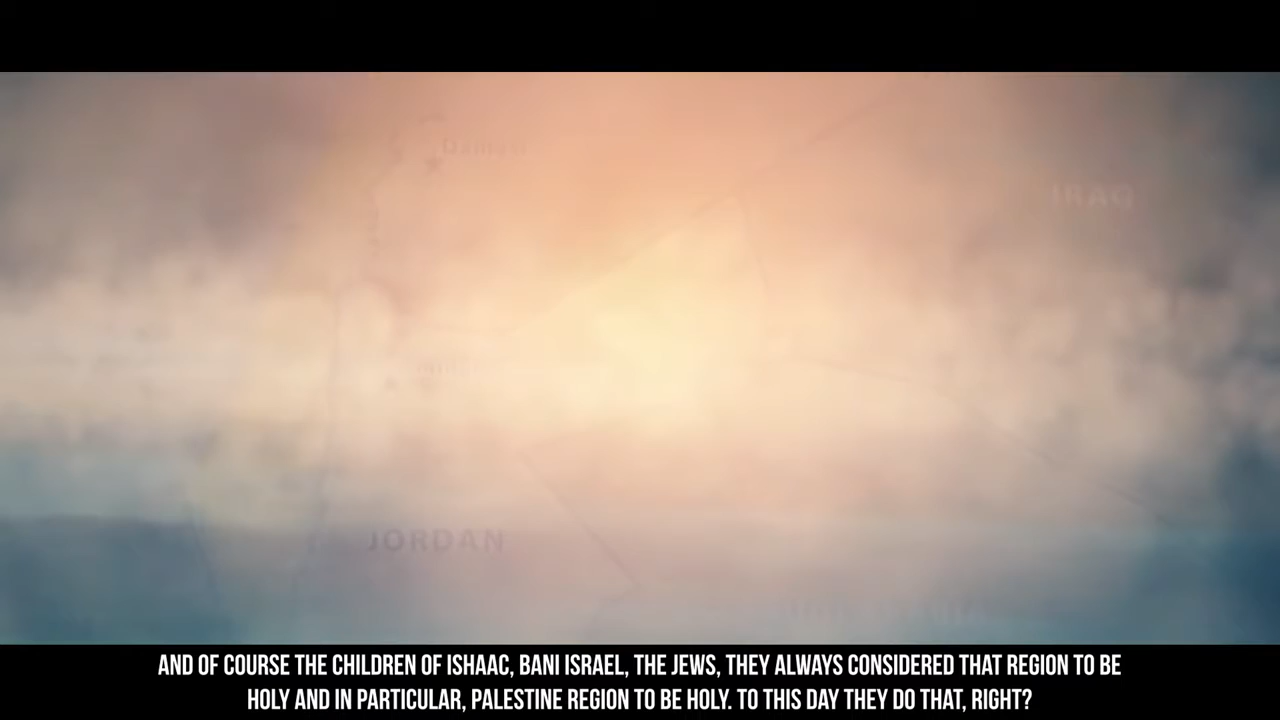 IRAQ
JORDAN
AND OF COURSE THE CHILDREN OF ISHAAC, BANI ISRAEL, THE JEWS, THEY ALWAYS CONSIDERED THAT REGION TO BE
HOLY AND IN PARTICULAR, PALESTINE REGION TO BE HOLY. TO THIS DAY THEY DO THAT, RIGHT?